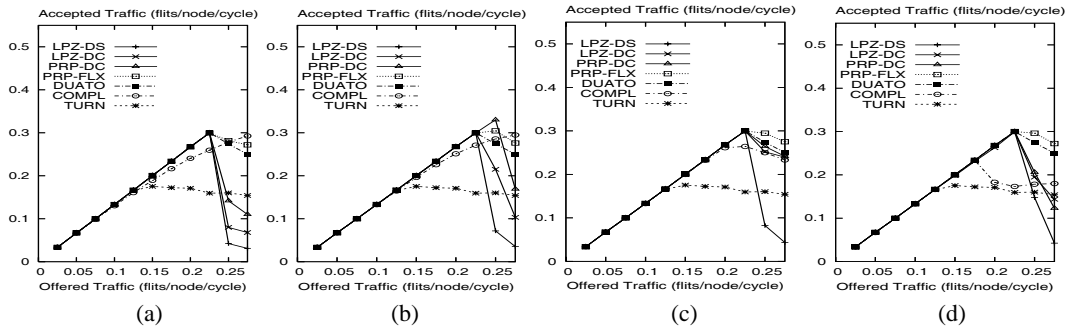 Accepted Traffic (flits/node/cycle)
0.5
0.4
0.3
0.2
0.1
0
LPZ-DS
LPZ-DC
PRP-DC
PRP-FLX
DUATO
COMPL
TURN
0 0.05 0.1 0.15 0.2 0.25
Offered Traffic (flits/node/cycle)
(a)
Accepted Traffic (flits/node/cycle)
0.5
0.4
0.3
0.2
0.1
0
LPZ-DS
LPZ-DC
PRP-DC
PRP-FLX
DUATO
COMPL
TURN
0 0.05 0.1 0.15 0.2 0.25
Offered Traffic (flits/node/cycle)
(b)
Accepted Traffic (flits/node/cycle)
0.5
0.4
0.3
0.2
0.1
0
LPZ-DS
LPZ-DC
PRP-DC
PRP-FLX
DUATO
COMPL
TURN
0 0.05 0.1 0.15 0.2 0.25
Offered Traffic (flits/node/cycle)
(c)
Accepted Traffic (flits/node/cycle)
0.5
0.4
0.3
0.2
0.1
0
LPZ-DS
LPZ-DC
PRP-DC
PRP-FLX
DUATO
COMPL
TURN
0 0.05 0.1 0.15 0.2 0.25
Offered Traffic (flits/node/cycle)
(d)